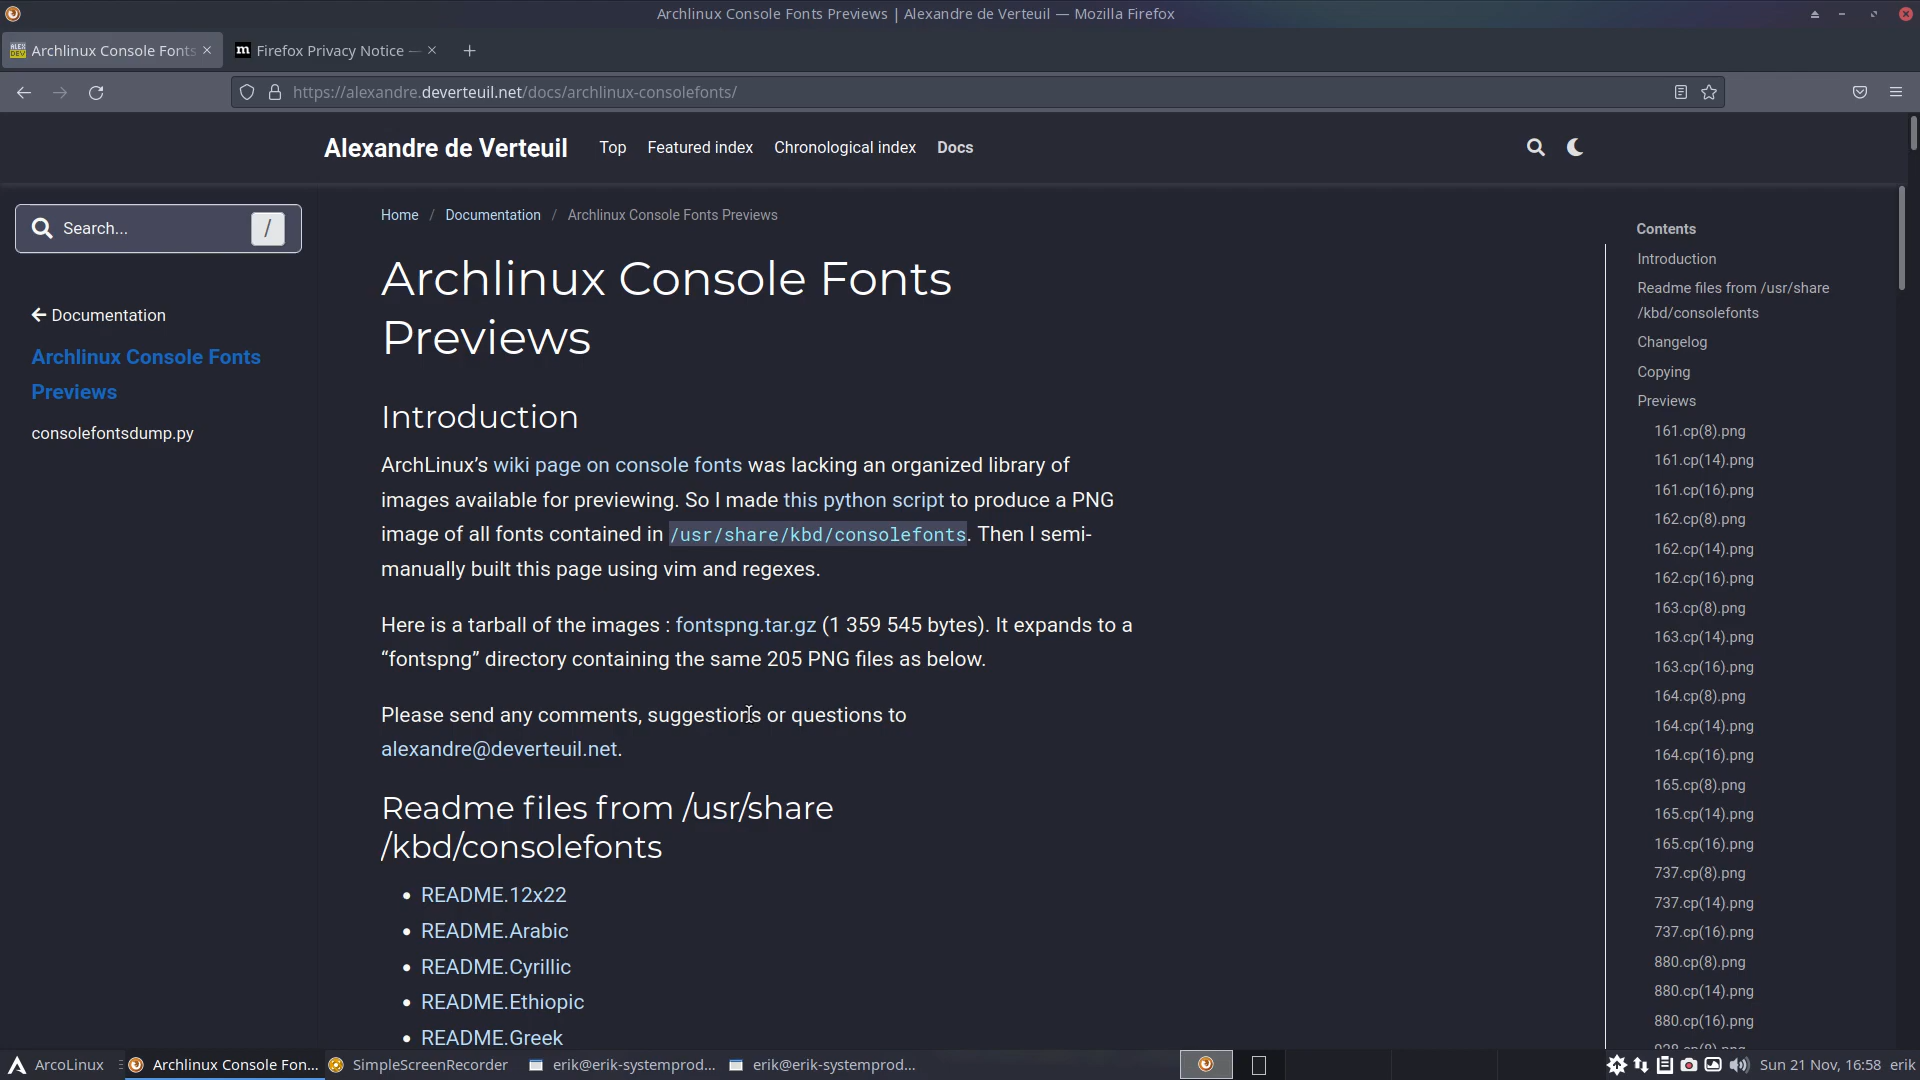 Archlinux Console Fonts Previews | Alexandre de Verteuil — Mozilla Firefox
Archlinux Console Fonts
Firefox Privacy Notice —
https://alexandre.deverteuil.net/docs/archlinux-consolefonts/
Alexandre de Verteuil
Top
Featured index
Chronological index
Docs
Search...
/
Documentation
Archlinux Console Fonts
Previews
consolefontsdump.py
Home / Documentation / Archlinux Console Fonts Previews
Archlinux Console Fonts
Previews
Introduction
ArchLinux’s wiki page on console fonts was lacking an organized library of
images available for previewing. So I made this python script to produce a PNG
image of all fonts contained in /usr/share/kbd/consolefonts. Then I semi-
manually built this page using vim and regexes.
Here is a tarball of the images : fontspng.tar.gz (1 359 545 bytes). It expands to a
“fontspng” directory containing the same 205 PNG files as below.
Please send any comments, suggestions or questions to
alexandre@deverteuil.net.
Readme files from /usr/share
/kbd/consolefonts
README.12x22
README.Arabic
README.Cyrillic
README.Ethiopic
README.Greek
Contents
Introduction
Readme files from /usr/share
/kbd/consolefonts
Changelog
Copying
Previews
161.cp(8).png
161.cp(14).png
161.cp(16).png
162.cp(8).png
162.cp(14).png
162.cp(16).png
163.cp(8).png
163.cp(14).png
163.cp(16).png
164.cp(8).png
164.cp(14).png
164.cp(16).png
165.cp(8).png
165.cp(14).png
165.cp(16).png
737.cp(8).png
737.cp(14).png
737.cp(16).png
880.cp(8).png
880.cp(14).png
880.cp(16).png
ArcoLinux
Archlinux Console Fon...
SimpleScreenRecorder
erik@erik-systemprod...
erik@erik-systemprod...
Sun 21 Nov, 16:58
erik